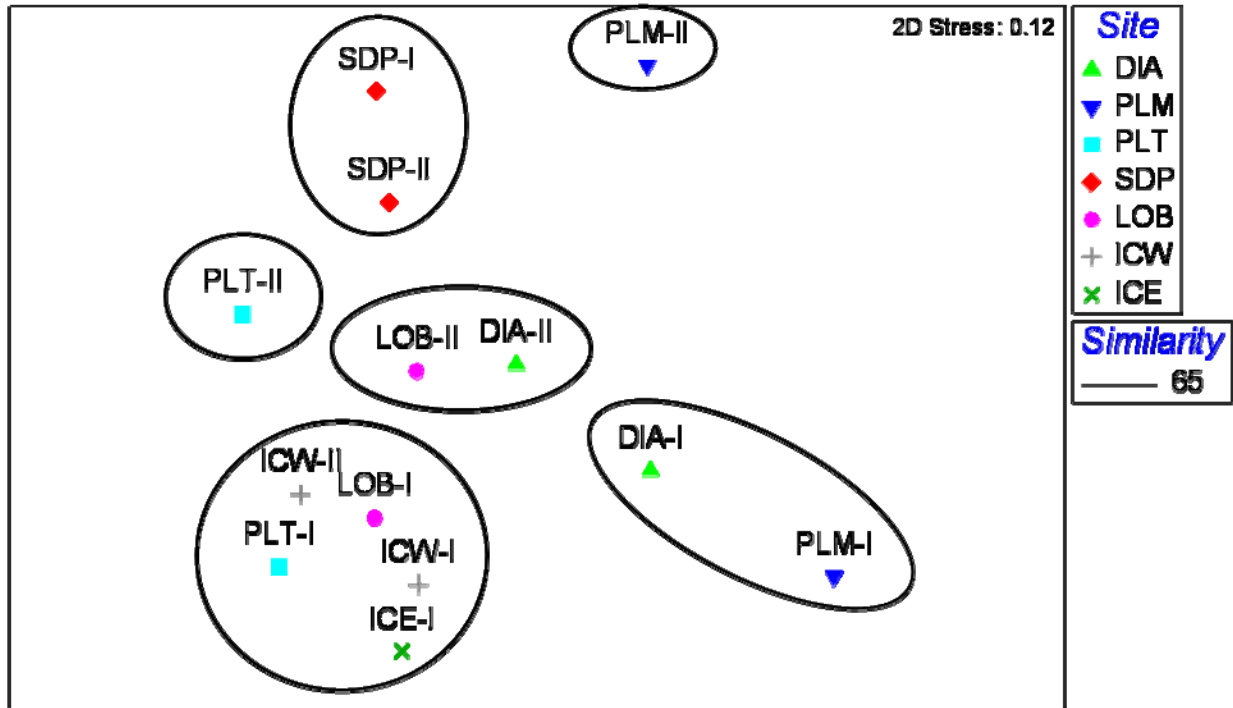 2D Stress: 0.12
PLM-II
SDP-I
SDP-II
PLT-II
LOB-II
DIA-II
DIA-I
ICW-II
LOB-I
PLT-I
ICW-I
PLM-I
ICE-I
Site
DIA
PLM
PLT
SDP
LOB
ICW
ICE
Similarity
65